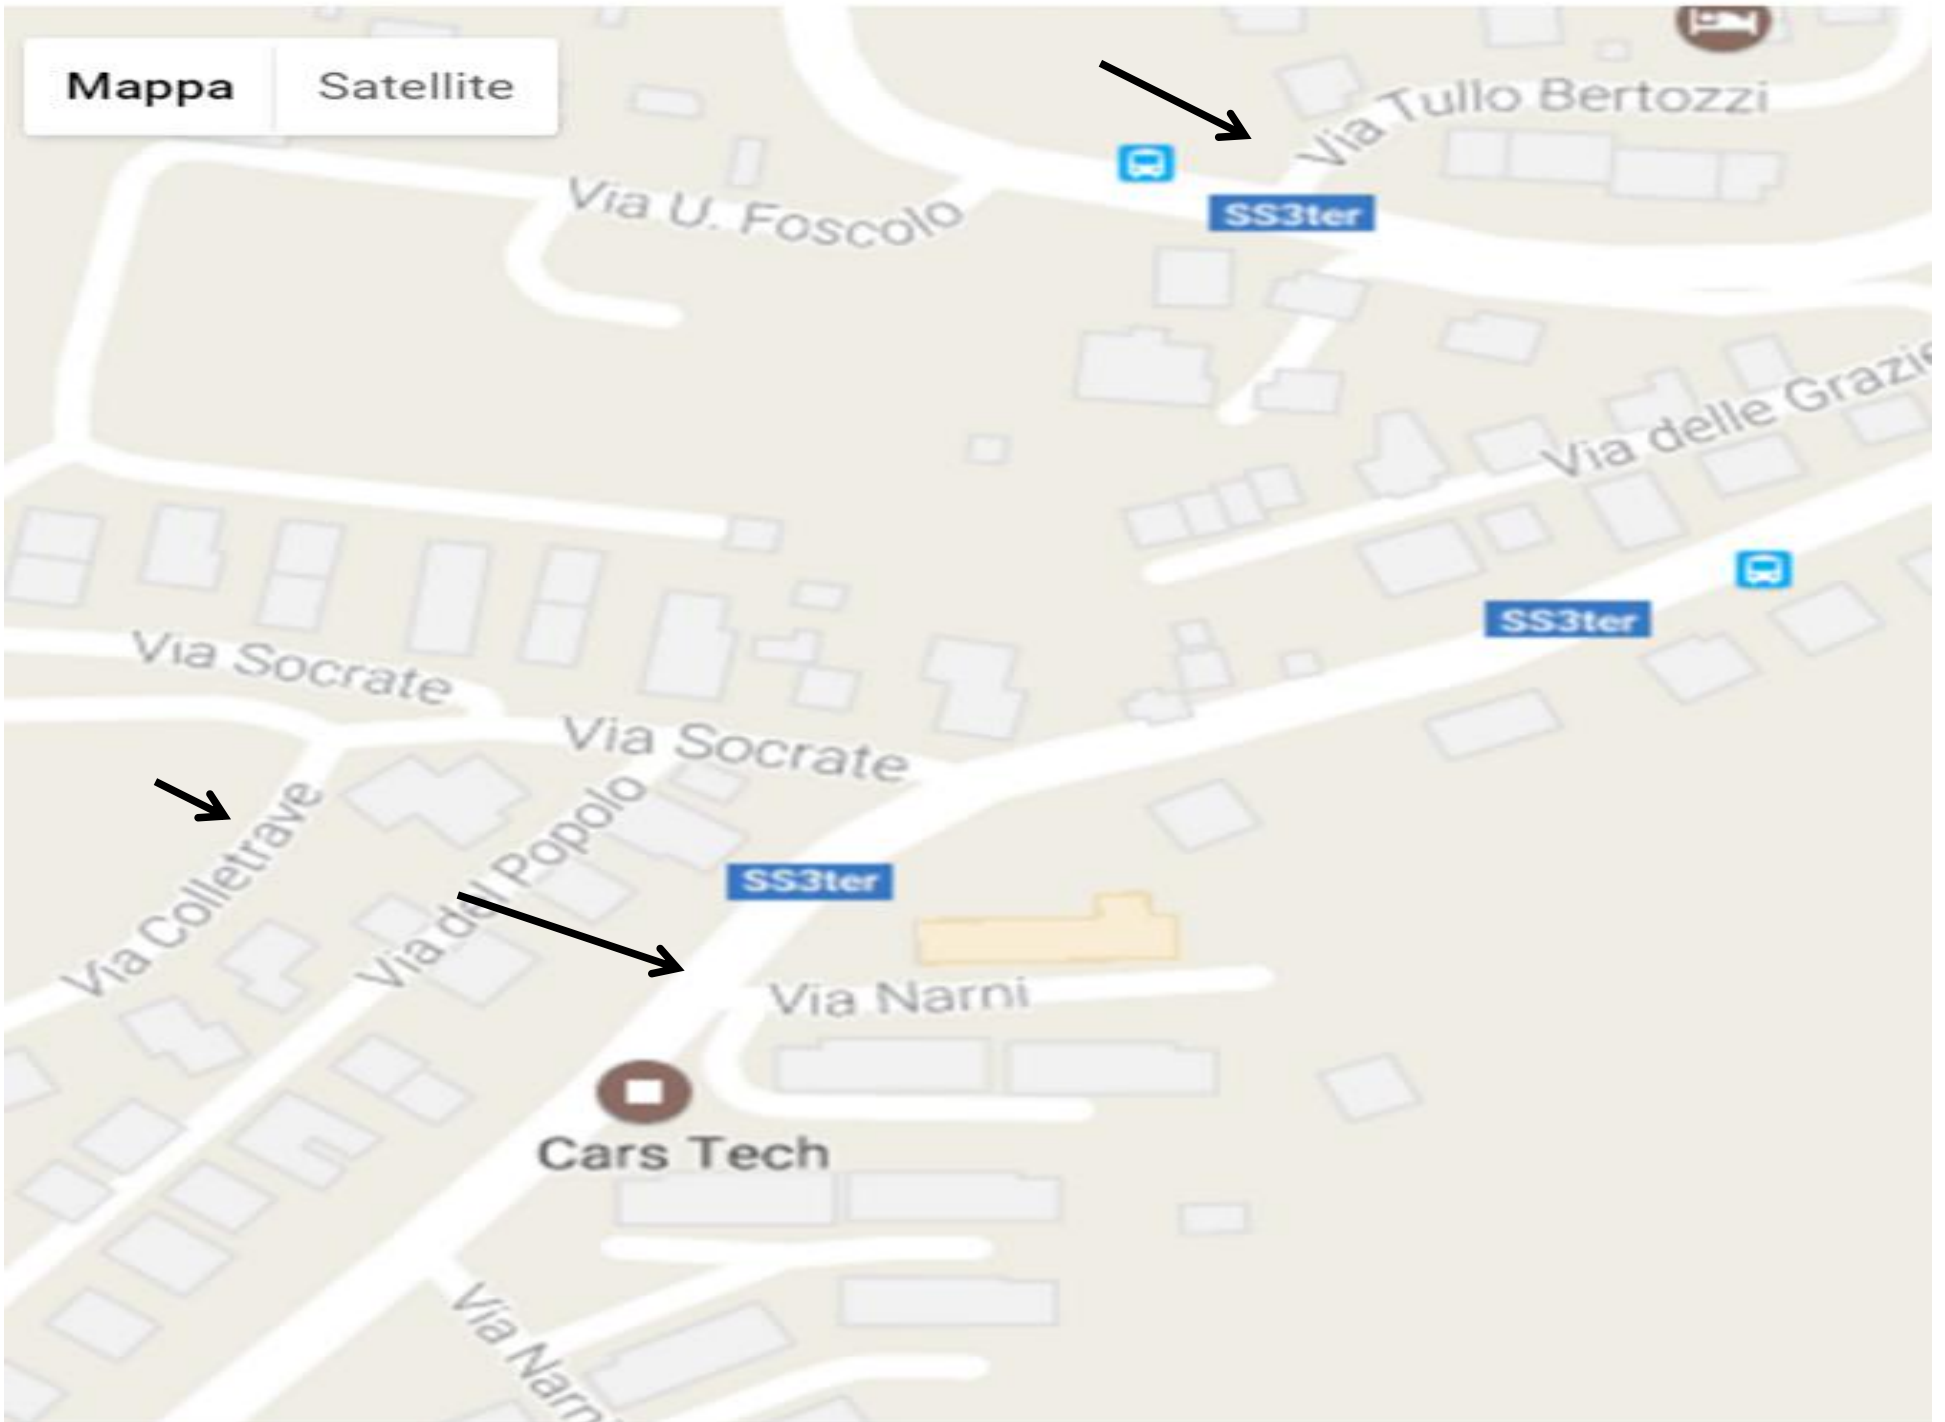 Mappa
Satellite
Via Tullo Bertozzi
Via U. Foscolo
SS3ter
Via delle Grazie
SS3ter
Via Socrate
Via Socrate
Via Colletrave
Via del Popolo
SS3ter
Via Narni
Cars Tech
Via Narni